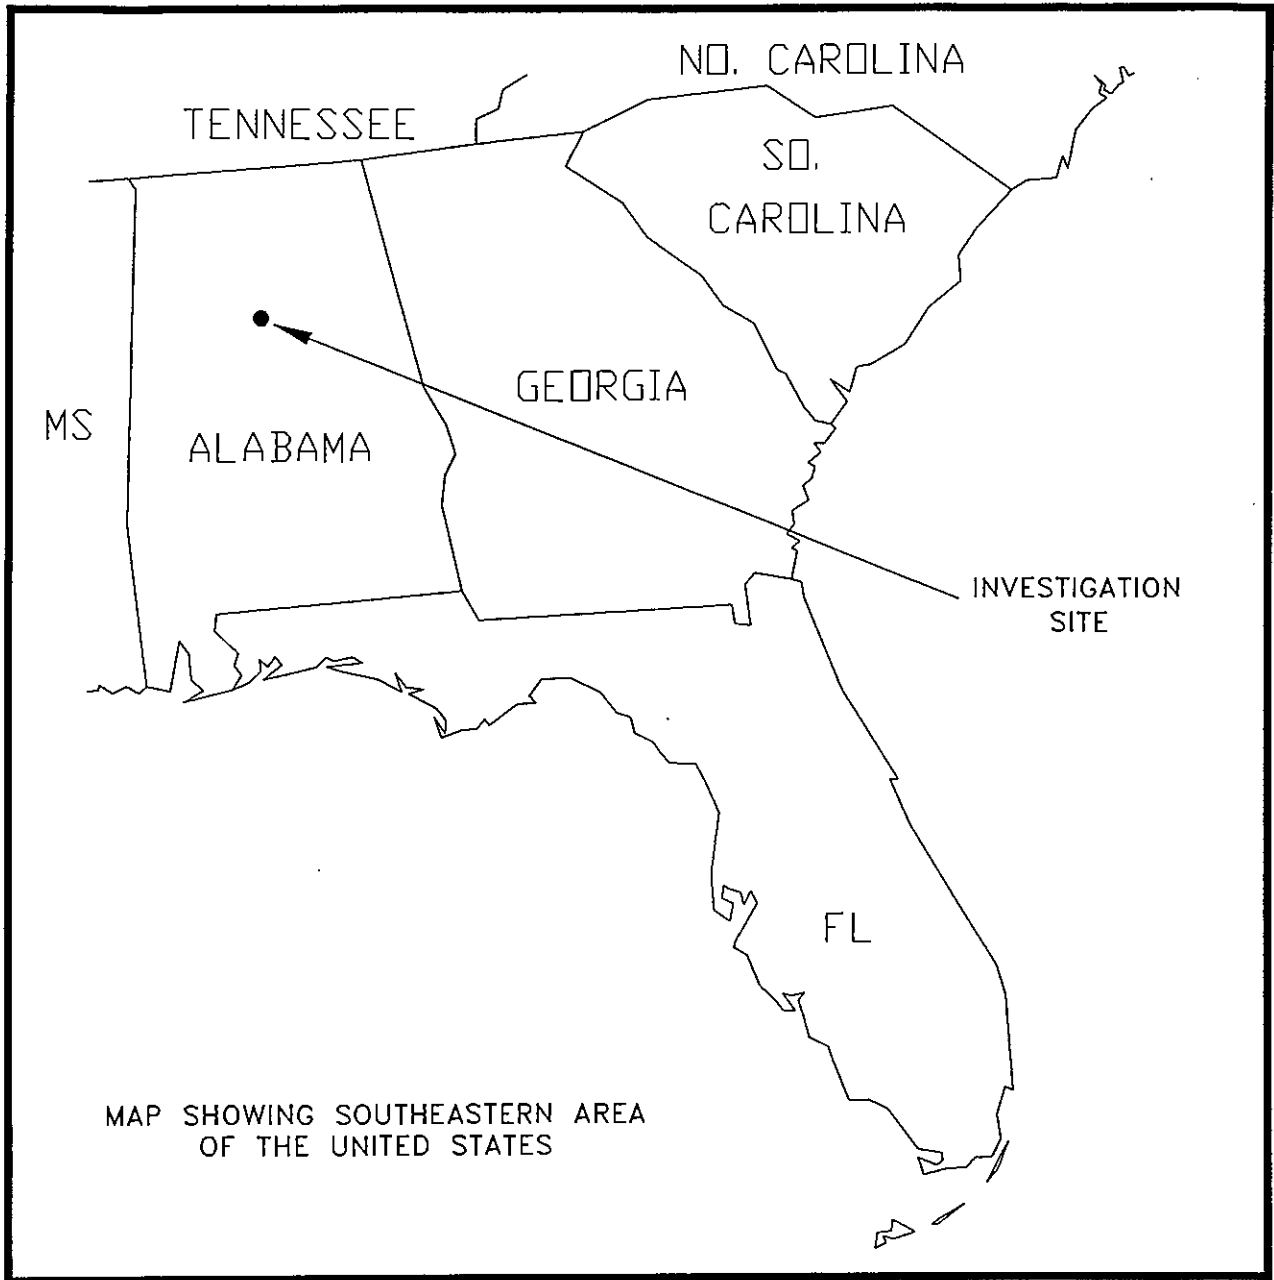 NO. CAROLINA
TENNESSEE
SO.
CAROLINA
GEORGIA
MS
ALABAMA
INVESTIGATION
SITE
FL
MAP SHOWING SOUTHEASTERN AREA
OF THE UNITED STATES